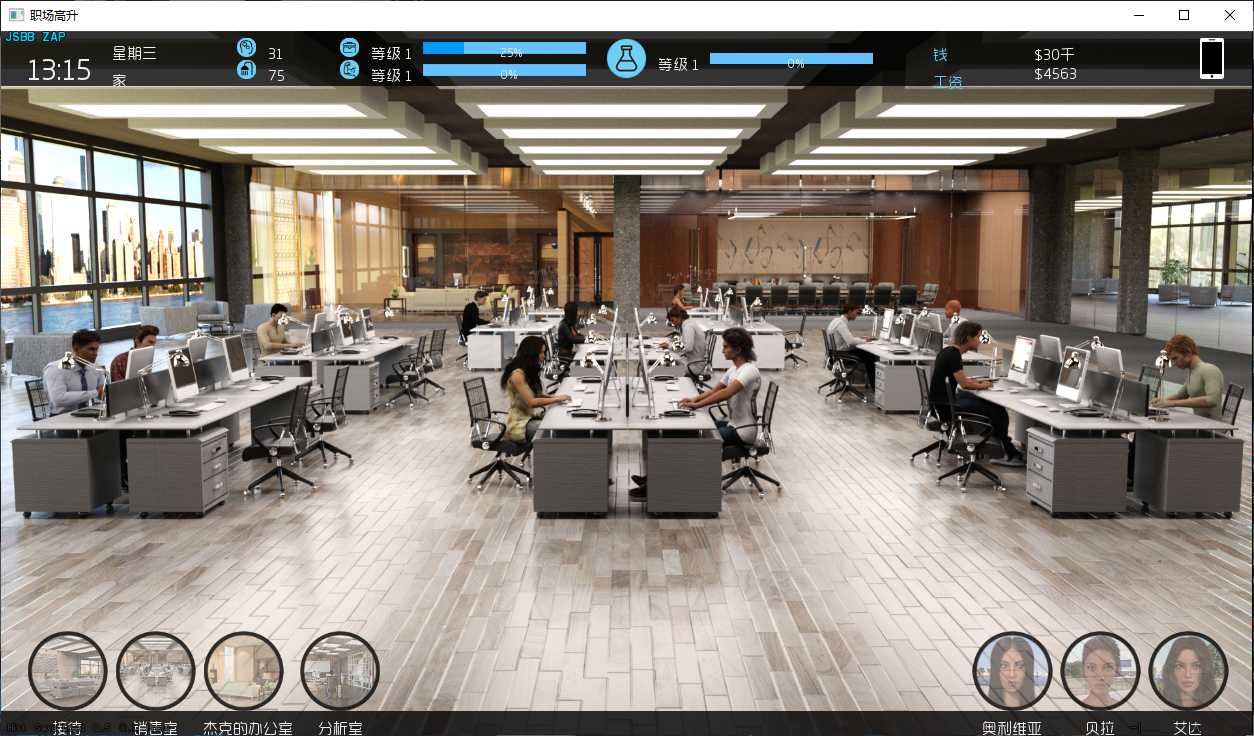 职场高升
JSBB ZAP
13:15
星期三
家
31
75
等级 1
25%
等级 1
0%
等级 1
0%
钱
$30千
工资
$4563
接待
销售室
杰克的办公室
分析室
奥利维亚
贝拉
艾达